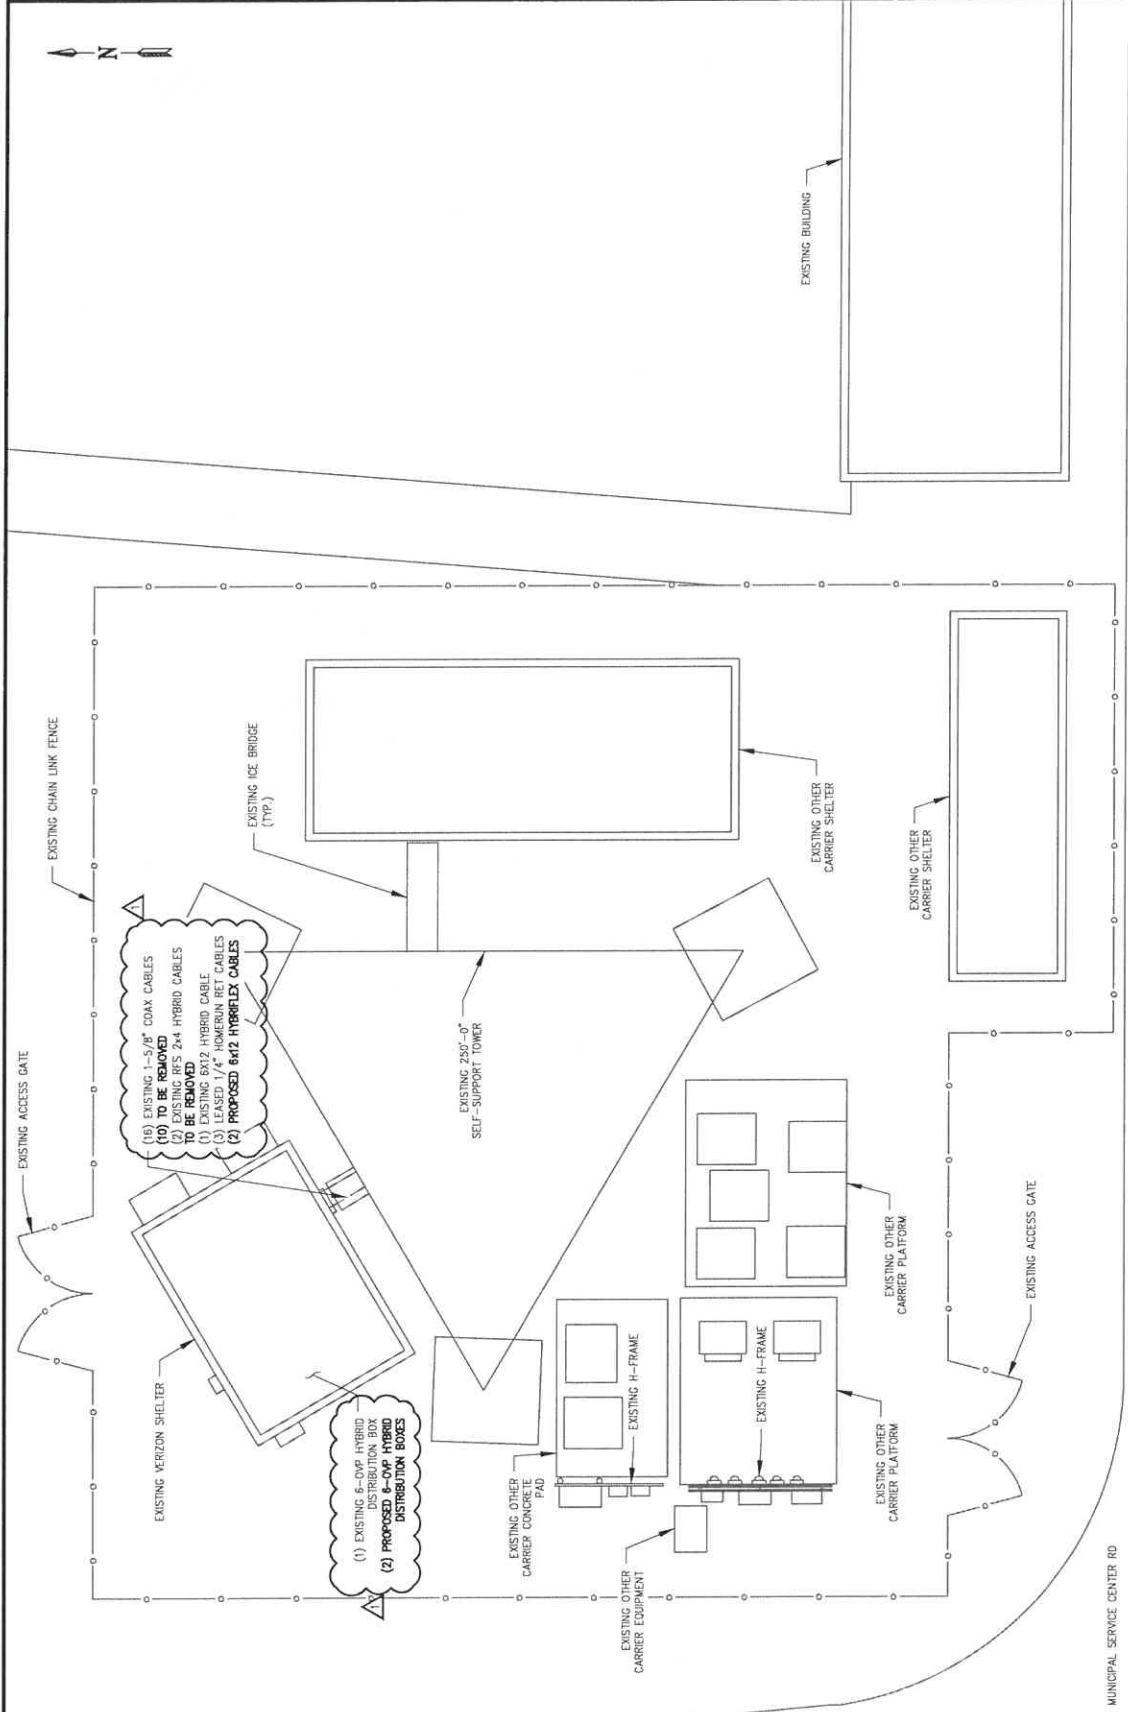 N
EXISTING ACCESS GATE
EXISTING CHAIN LINK FENCE
EXISTING VERIZON SHELTER
(16) EXISTING 1-5/8" COAX CABLES
(10) TO BE REMOVED
(2) EXISTING RFS 2x4 HYBRID CABLES
TO BE REMOVED
(1) EXISTING 6X12 HYBRID CABLE
(3) LEASED 1/4" HOMERUN RET CABLES
(2) PROPOSED 6x12 HYBRIFLEX CABLES
1
EXISTING ICE BRIDGE
(TYP.)
(1) EXISTING 6-OVP HYBRID
DISTRIBUTION BOX
(2) PROPOSED 6-OVP HYBRID
DISTRIBUTION BOXES
1
EXISTING 250'-0"
SELF-SUPPORT TOWER
EXISTING OTHER
CARRIER CONCRETE
PAD
EXISTING H-FRAME
EXISTING OTHER
CARRIER EQUIPMENT
EXISTING H-FRAME
EXISTING OTHER
CARRIER PLATFORM
EXISTING OTHER
CARRIER PLATFORM
EXISTING OTHER
CARRIER SHELTER
EXISTING OTHER
CARRIER SHELTER
EXISTING BUILDING
EXISTING ACCESS GATE
MUNICIPAL SERVICE CENTER RD